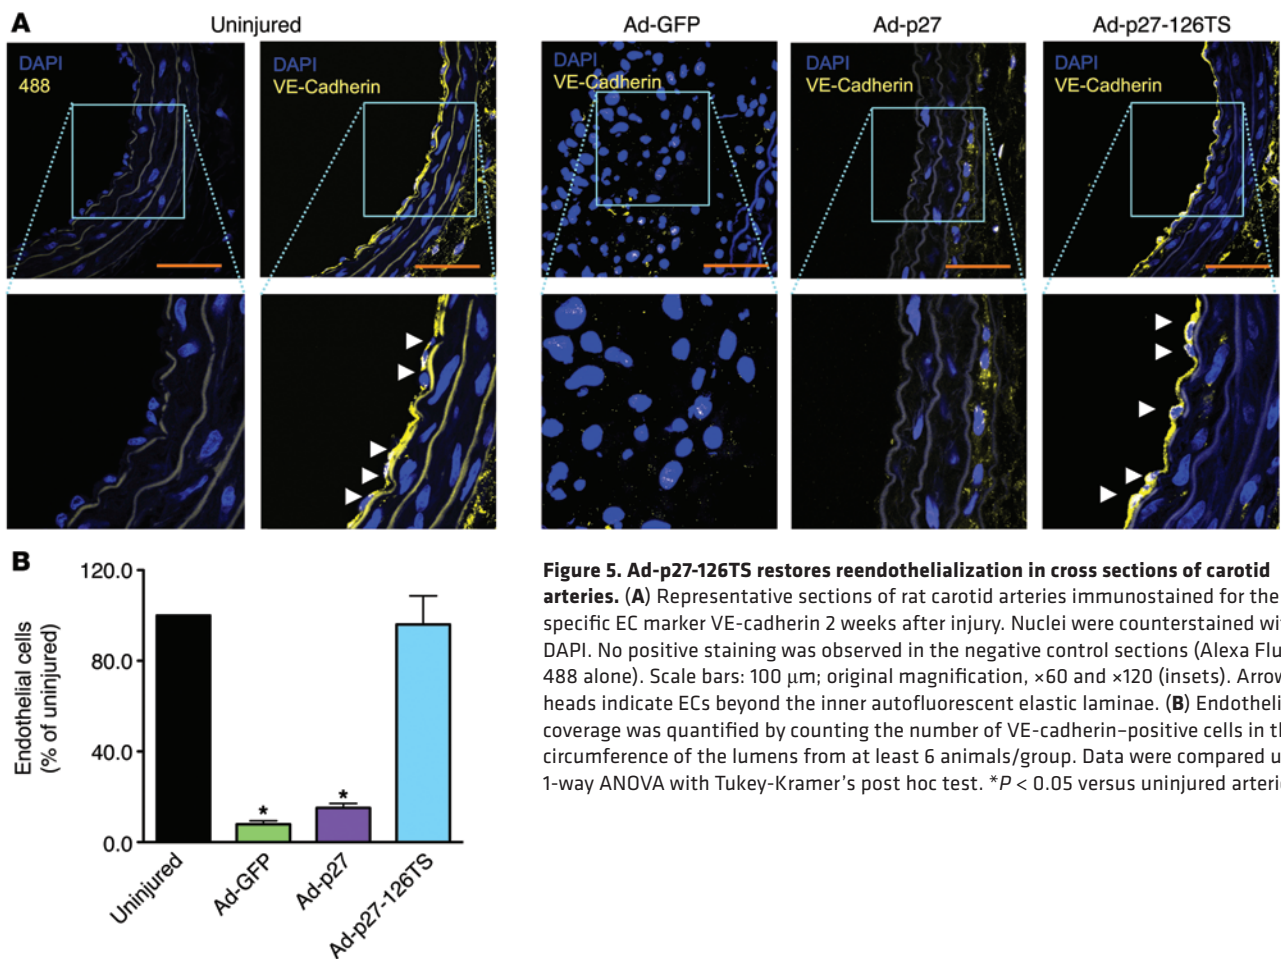 A
Uninjured
Ad-GFP
Ad-p27
Ad-p27-126TS
DAPI
488
DAPI
VE-Cadherin
DAPI
VE-Cadherin
DAPI
VE-Cadherin
DAPI
VE-Cadherin
B
Endothelial cells
(% of uninjured)
120.0
80.0
40.0
0.0
*
*
Uninjured
Ad-GFP
Ad-p27
Ad-p27-126TS
Figure 5. Ad-p27-126TS restores reendothelialization in cross sections of carotid
arteries. (A) Representative sections of rat carotid arteries immunostained for the
specific EC marker VE-cadherin 2 weeks after injury. Nuclei were counterstained wi
DAPI. No positive staining was observed in the negative control sections (Alexa Flu
488 alone). Scale bars: 100 μm; original magnification, ×60 and ×120 (insets). Arrow
heads indicate ECs beyond the inner autofluorescent elastic laminae. (B) Endotheli
coverage was quantified by counting the number of VE-cadherin–positive cells in th
circumference of the lumens from at least 6 animals/group. Data were compared u
1-way ANOVA with Tukey-Kramer's post hoc test. *P < 0.05 versus uninjured arterie